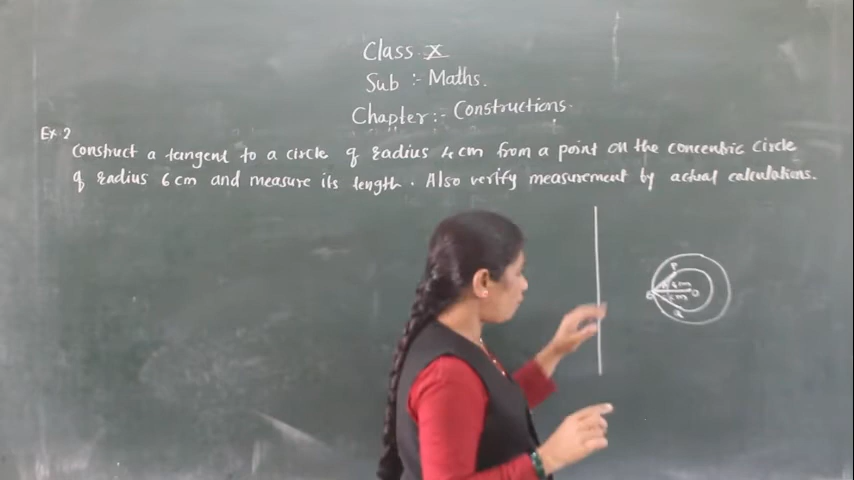 Class X
Sub :- Maths.
Chapter :- Constructions.
Ex 2
Construct a tangent to a circle of radius 4 cm from a point on the concentric circle
of radius 6 cm and measure its length. Also verify measurement by actual calculations.
P
O
Q